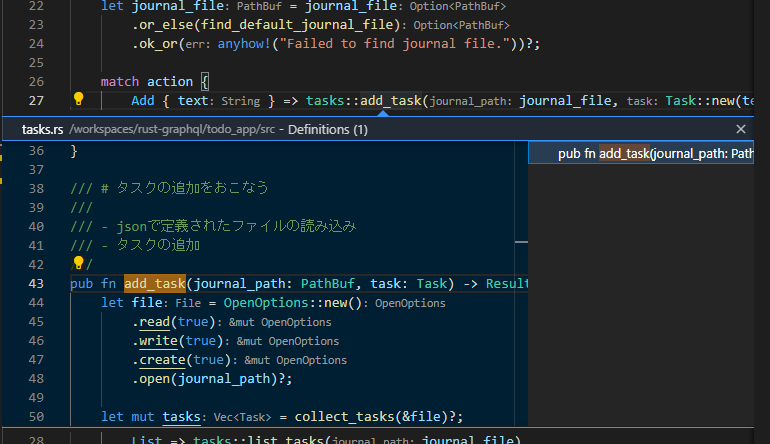 22 let journal_file: PathBuf = journal_file: Option<PathBuf>
23 .or_else(find_default_journal_file): Option<PathBuf>
24 .ok_or(err: anyhow!("Failed to find journal file."))?;
25
26 match action {
27 Add { text: String } => tasks::add_task(journal_path: journal_file, task: Task::new(te
tasks.rs /workspaces/rust-graphql/todo_app/src - Definitions (1)
pub fn add_task(journal_path: Path
36 }
37
38 /// # タスクの追加をおこなう
39 ///
40 /// - jsonで定義されたファイルの読み込み
41 /// - タスクの追加
42 /
43 pub fn add_task(journal_path: PathBuf, task: Task) -> Result
44 let file: File = OpenOptions::new(): OpenOptions
45 .read(true): &mut OpenOptions
46 .write(true): &mut OpenOptions
47 .create(true): &mut OpenOptions
48 .open(journal_path)?;
49
50 let mut tasks: Vec<Task> = collect_tasks(&file)?;
28 List => tasks::list_tasks(journal_path: journal_file)